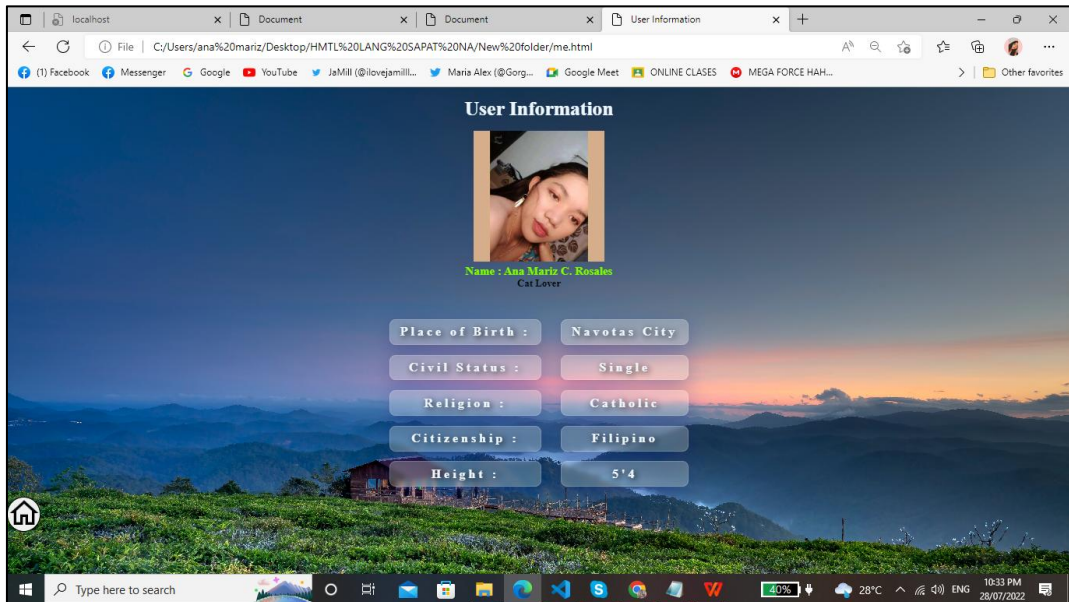 localhost
Document
Document
User Information
File | C:/Users/ana%20mariz/Desktop/HMTL%20LANG%20SAPAT%20NA/New%20folder/me.html
(1) Facebook
Messenger
Google
YouTube
JaMill (@ilovejamilll...
Maria Alex (@Gorg...
Google Meet
ONLINE CLASES
MEGA FORCE HAH...
Other favorites
User Information
Name : Ana Mariz C. Rosales
Cat Lover
Place of Birth : Navotas City
Civil Status : Single
Religion : Catholic
Citizenship : Filipino
Height : 5'4
Type here to search
40%
28°C
ENG
10:33 PM
28/07/2022